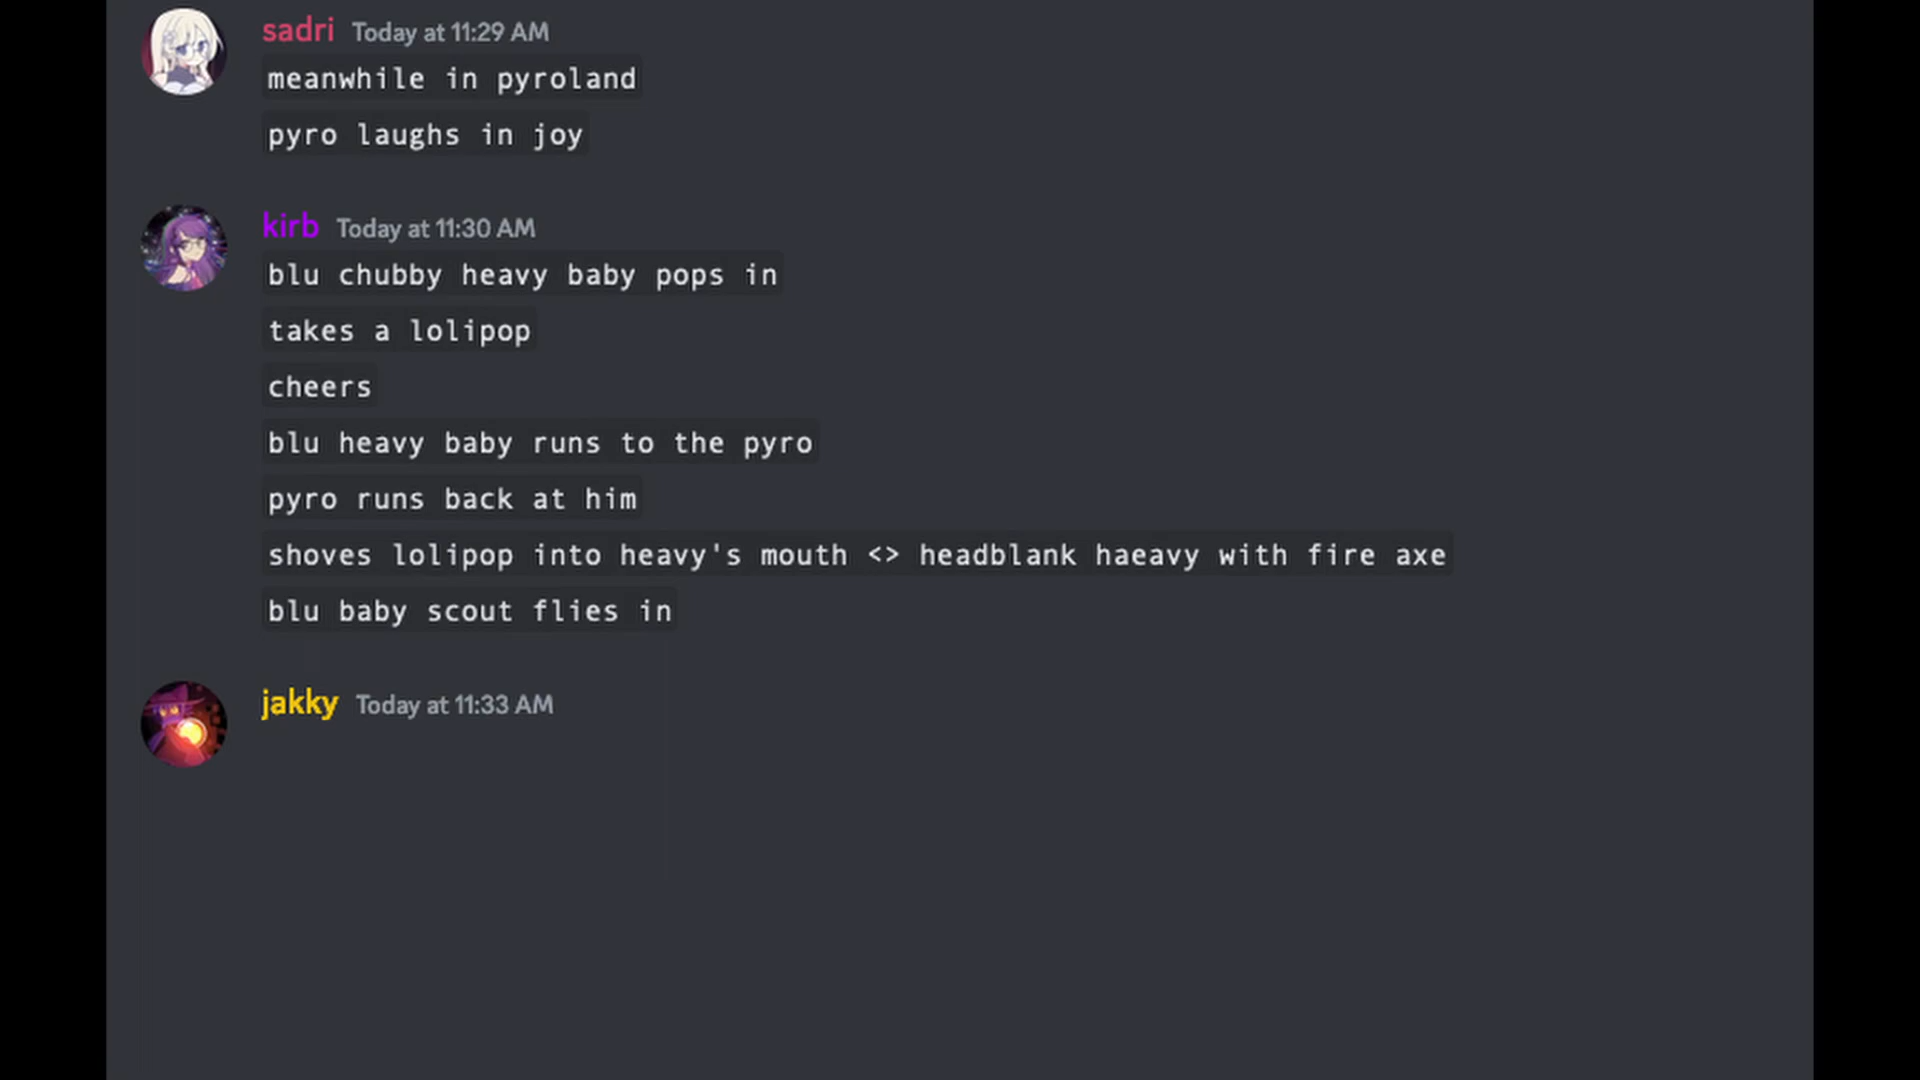 sadri Today at 11:29 AM
meanwhile in pyroland
pyro laughs in joy
kirb Today at 11:30 AM
blu chubby heavy baby pops in
takes a lolipop
cheers
blu heavy baby runs to the pyro
pyro runs back at him
shoves lolipop into heavy's mouth <> headblank haeavy with fire axe
blu baby scout flies in
jakky Today at 11:33 AM